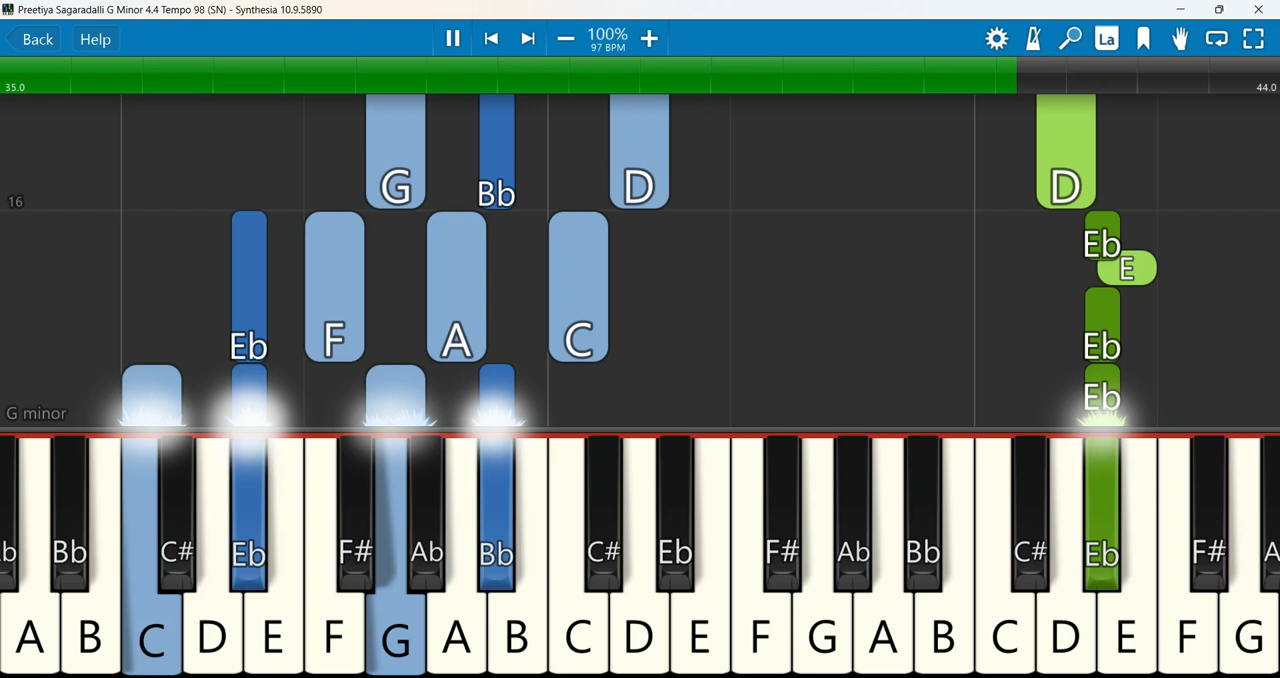 Preetiya Sagaradalli G Minor 4.4 Tempo 98 (SN) - Synthesia 10.9.5890
Back Help 100% La
97 BPM
35.0 44.0
G Bb D D
16
Eb
E
Eb F A C Eb
Eb
G minor
b Bb C# Eb F# Ab Bb C# Eb F# Ab Bb C# Eb F# A
A B C D E F G A B C D E F G A B C D E F G